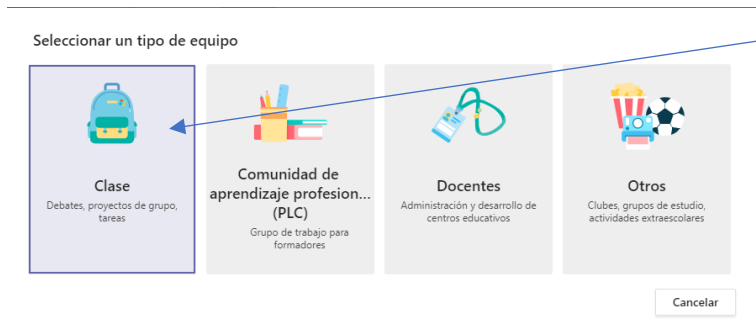 Seleccionar un tipo de equipo
Clase
Debates, proyectos de grupo,
tareas
Comunidad de
aprendizaje profesion...
(PLC)
Grupo de trabajo para
formadores
Docentes
Administración y desarrollo de
centros educativos
Otros
Clubes, grupos de estudio,
actividades extraescolares
Cancelar